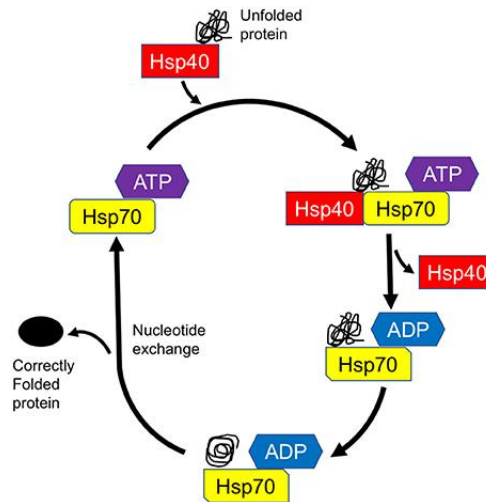 Unfolded
protein
Hsp40
ATP
Hsp70
ATP
Hsp40
Hsp70
Hsp40
ADP
Hsp70
Nucleotide
exchange
Correctly
Folded
protein
ADP
Hsp70